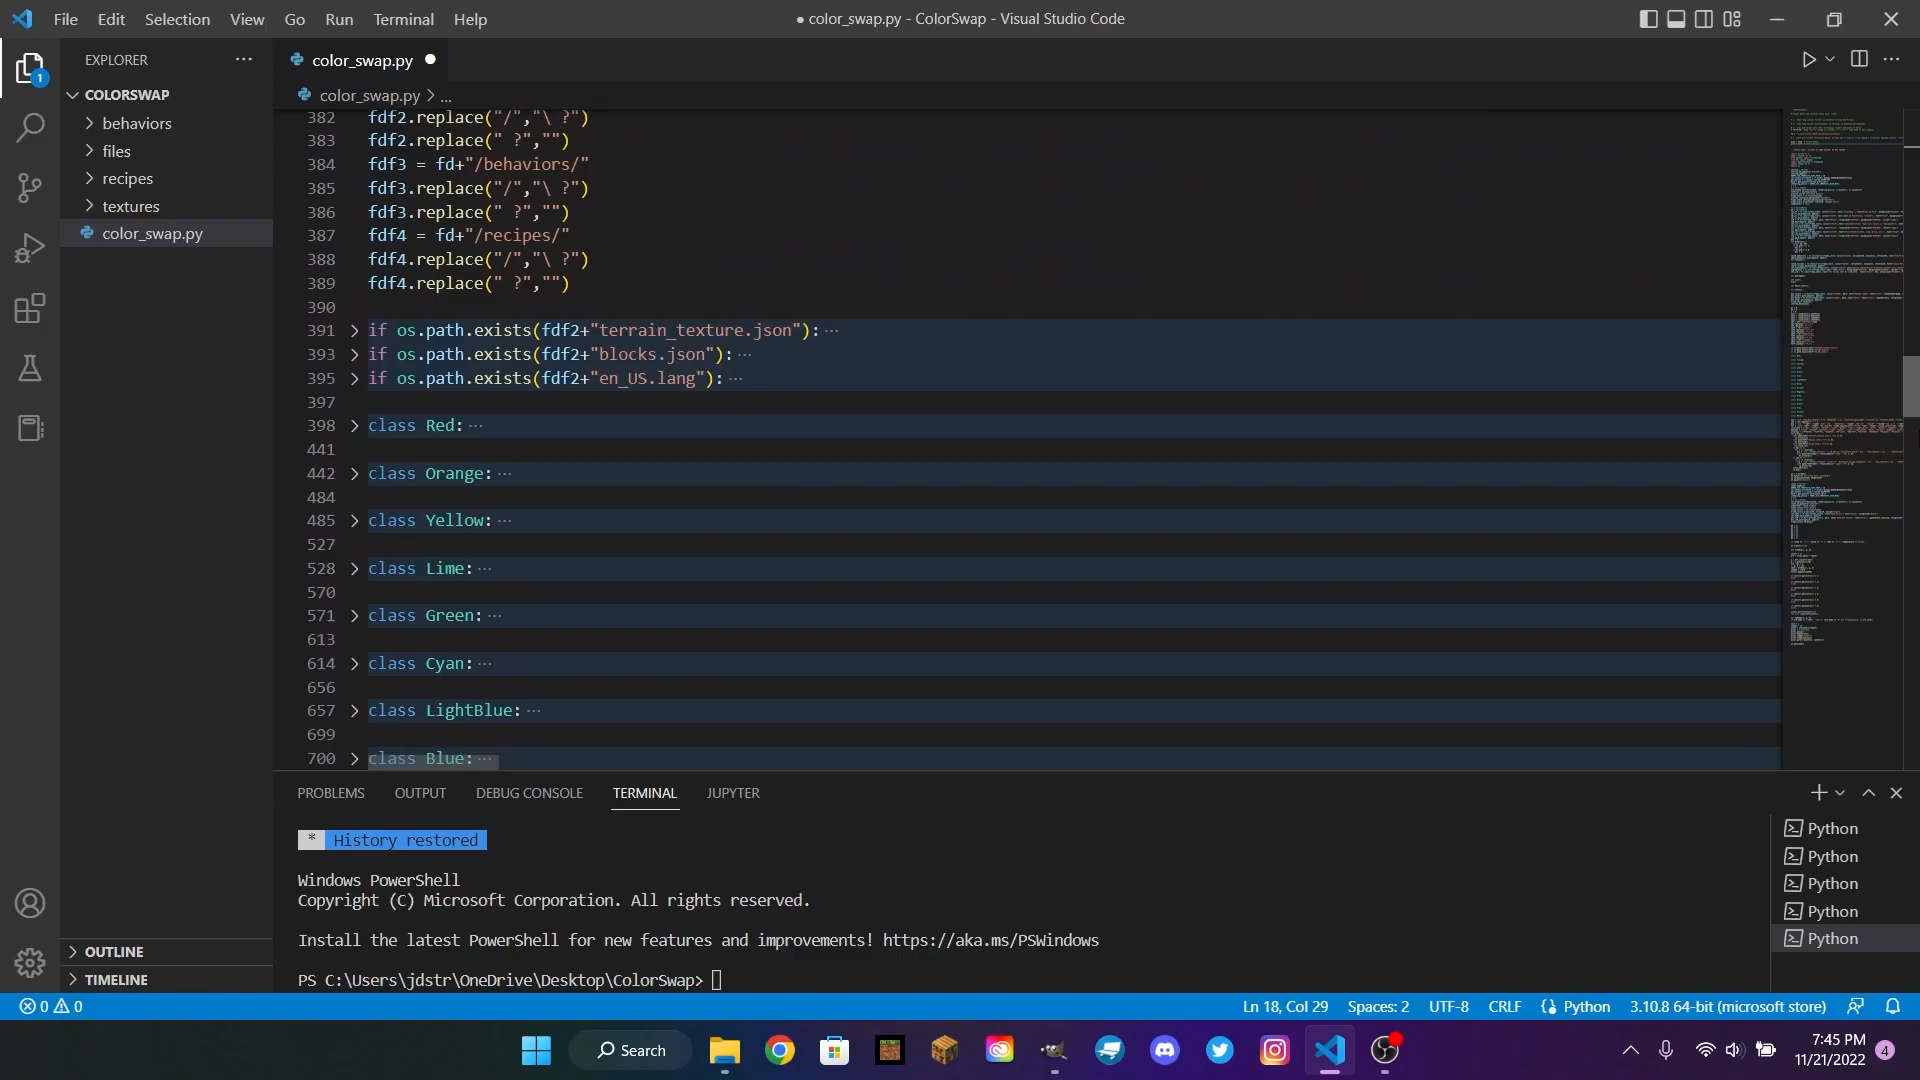 File Edit Selection View Go Run Terminal Help
● color_swap.py - ColorSwap - Visual Studio Code
EXPLORER
COLORSWAP
behaviors
files
recipes
textures
color_swap.py
OUTLINE
TIMELINE
1
color_swap.py
color_swap.py > ...
382 fdf2.replace("/","\ ?")
383 fdf2.replace(" ?","")
384 fdf3 = fd+"/behaviors/"
385 fdf3.replace("/","\ ?")
386 fdf3.replace(" ?","")
387 fdf4 = fd+"/recipes/"
388 fdf4.replace("/","\ ?")
389 fdf4.replace(" ?","")
390
391 if os.path.exists(fdf2+"terrain_texture.json"): ...
393 if os.path.exists(fdf2+"blocks.json"): ...
395 if os.path.exists(fdf2+"en_US.lang"): ...
397
398 class Red: ...
441
442 class Orange: ...
484
485 class Yellow: ...
527
528 class Lime: ...
570
571 class Green: ...
613
614 class Cyan: ...
656
657 class LightBlue: ...
699
700 class Blue: ...
PROBLEMS OUTPUT DEBUG CONSOLE TERMINAL JUPYTER
* History restored
Windows PowerShell
Copyright (C) Microsoft Corporation. All rights reserved.
Install the latest PowerShell for new features and improvements! https://aka.ms/PSWindows
PS C:\Users\jdstr\OneDrive\Desktop\ColorSwap>
Python
Python
Python
Python
Python
0 0
Ln 18, Col 29 Spaces: 2 UTF-8 CRLF Python 3.10.8 64-bit (microsoft store)
Search
7:45 PM
11/21/2022
4